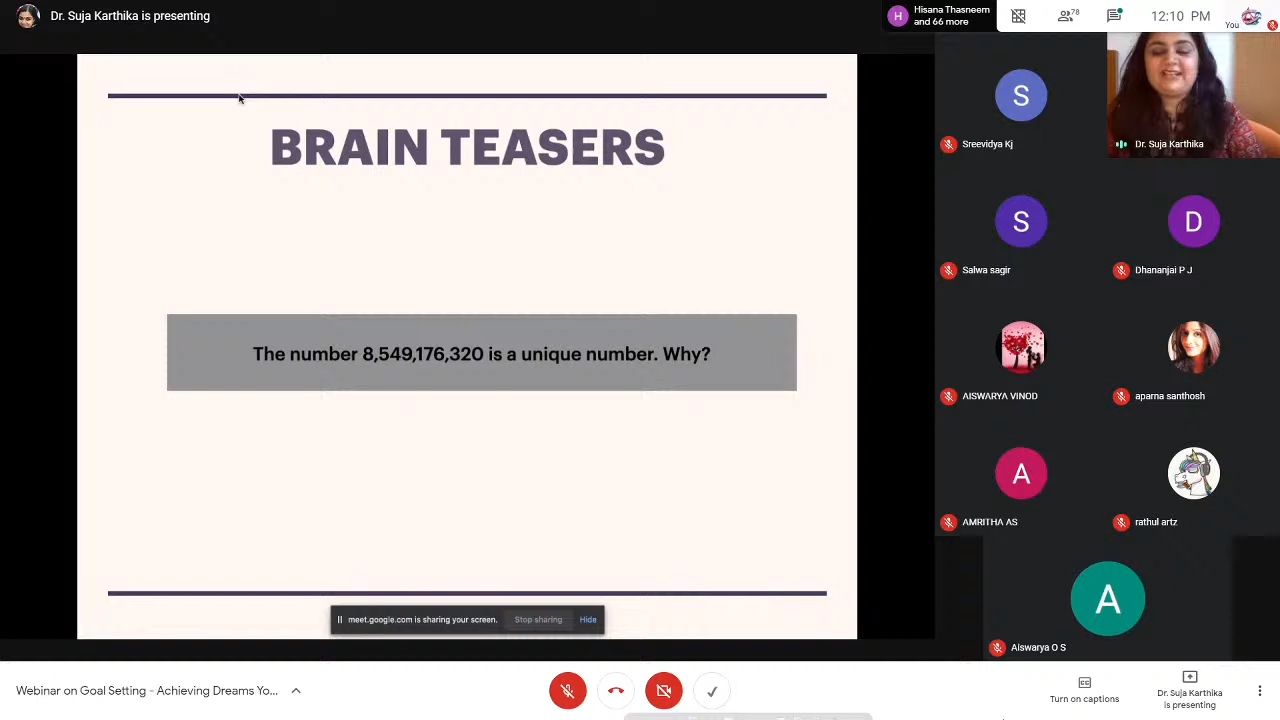 Dr. Suja Karthika is presenting
H
Hisana Thasneem
and 66 more
78
12:10 PM
You
BRAIN TEASERS
The number 8,549,176,320 is a unique number. Why?
meet.google.com is sharing your screen. Stop sharing Hide
S
Sreevidya Kj
Dr. Suja Karthika
S
Salwa sagir
D
Dhananjai P J
AISWARYA VINOD
aparna santhosh
A
AMRITHA AS
rathul artz
A
Aiswarya O S
Webinar on Goal Setting - Achieving Dreams Yo...
Turn on captions
Dr. Suja Karthika
is presenting